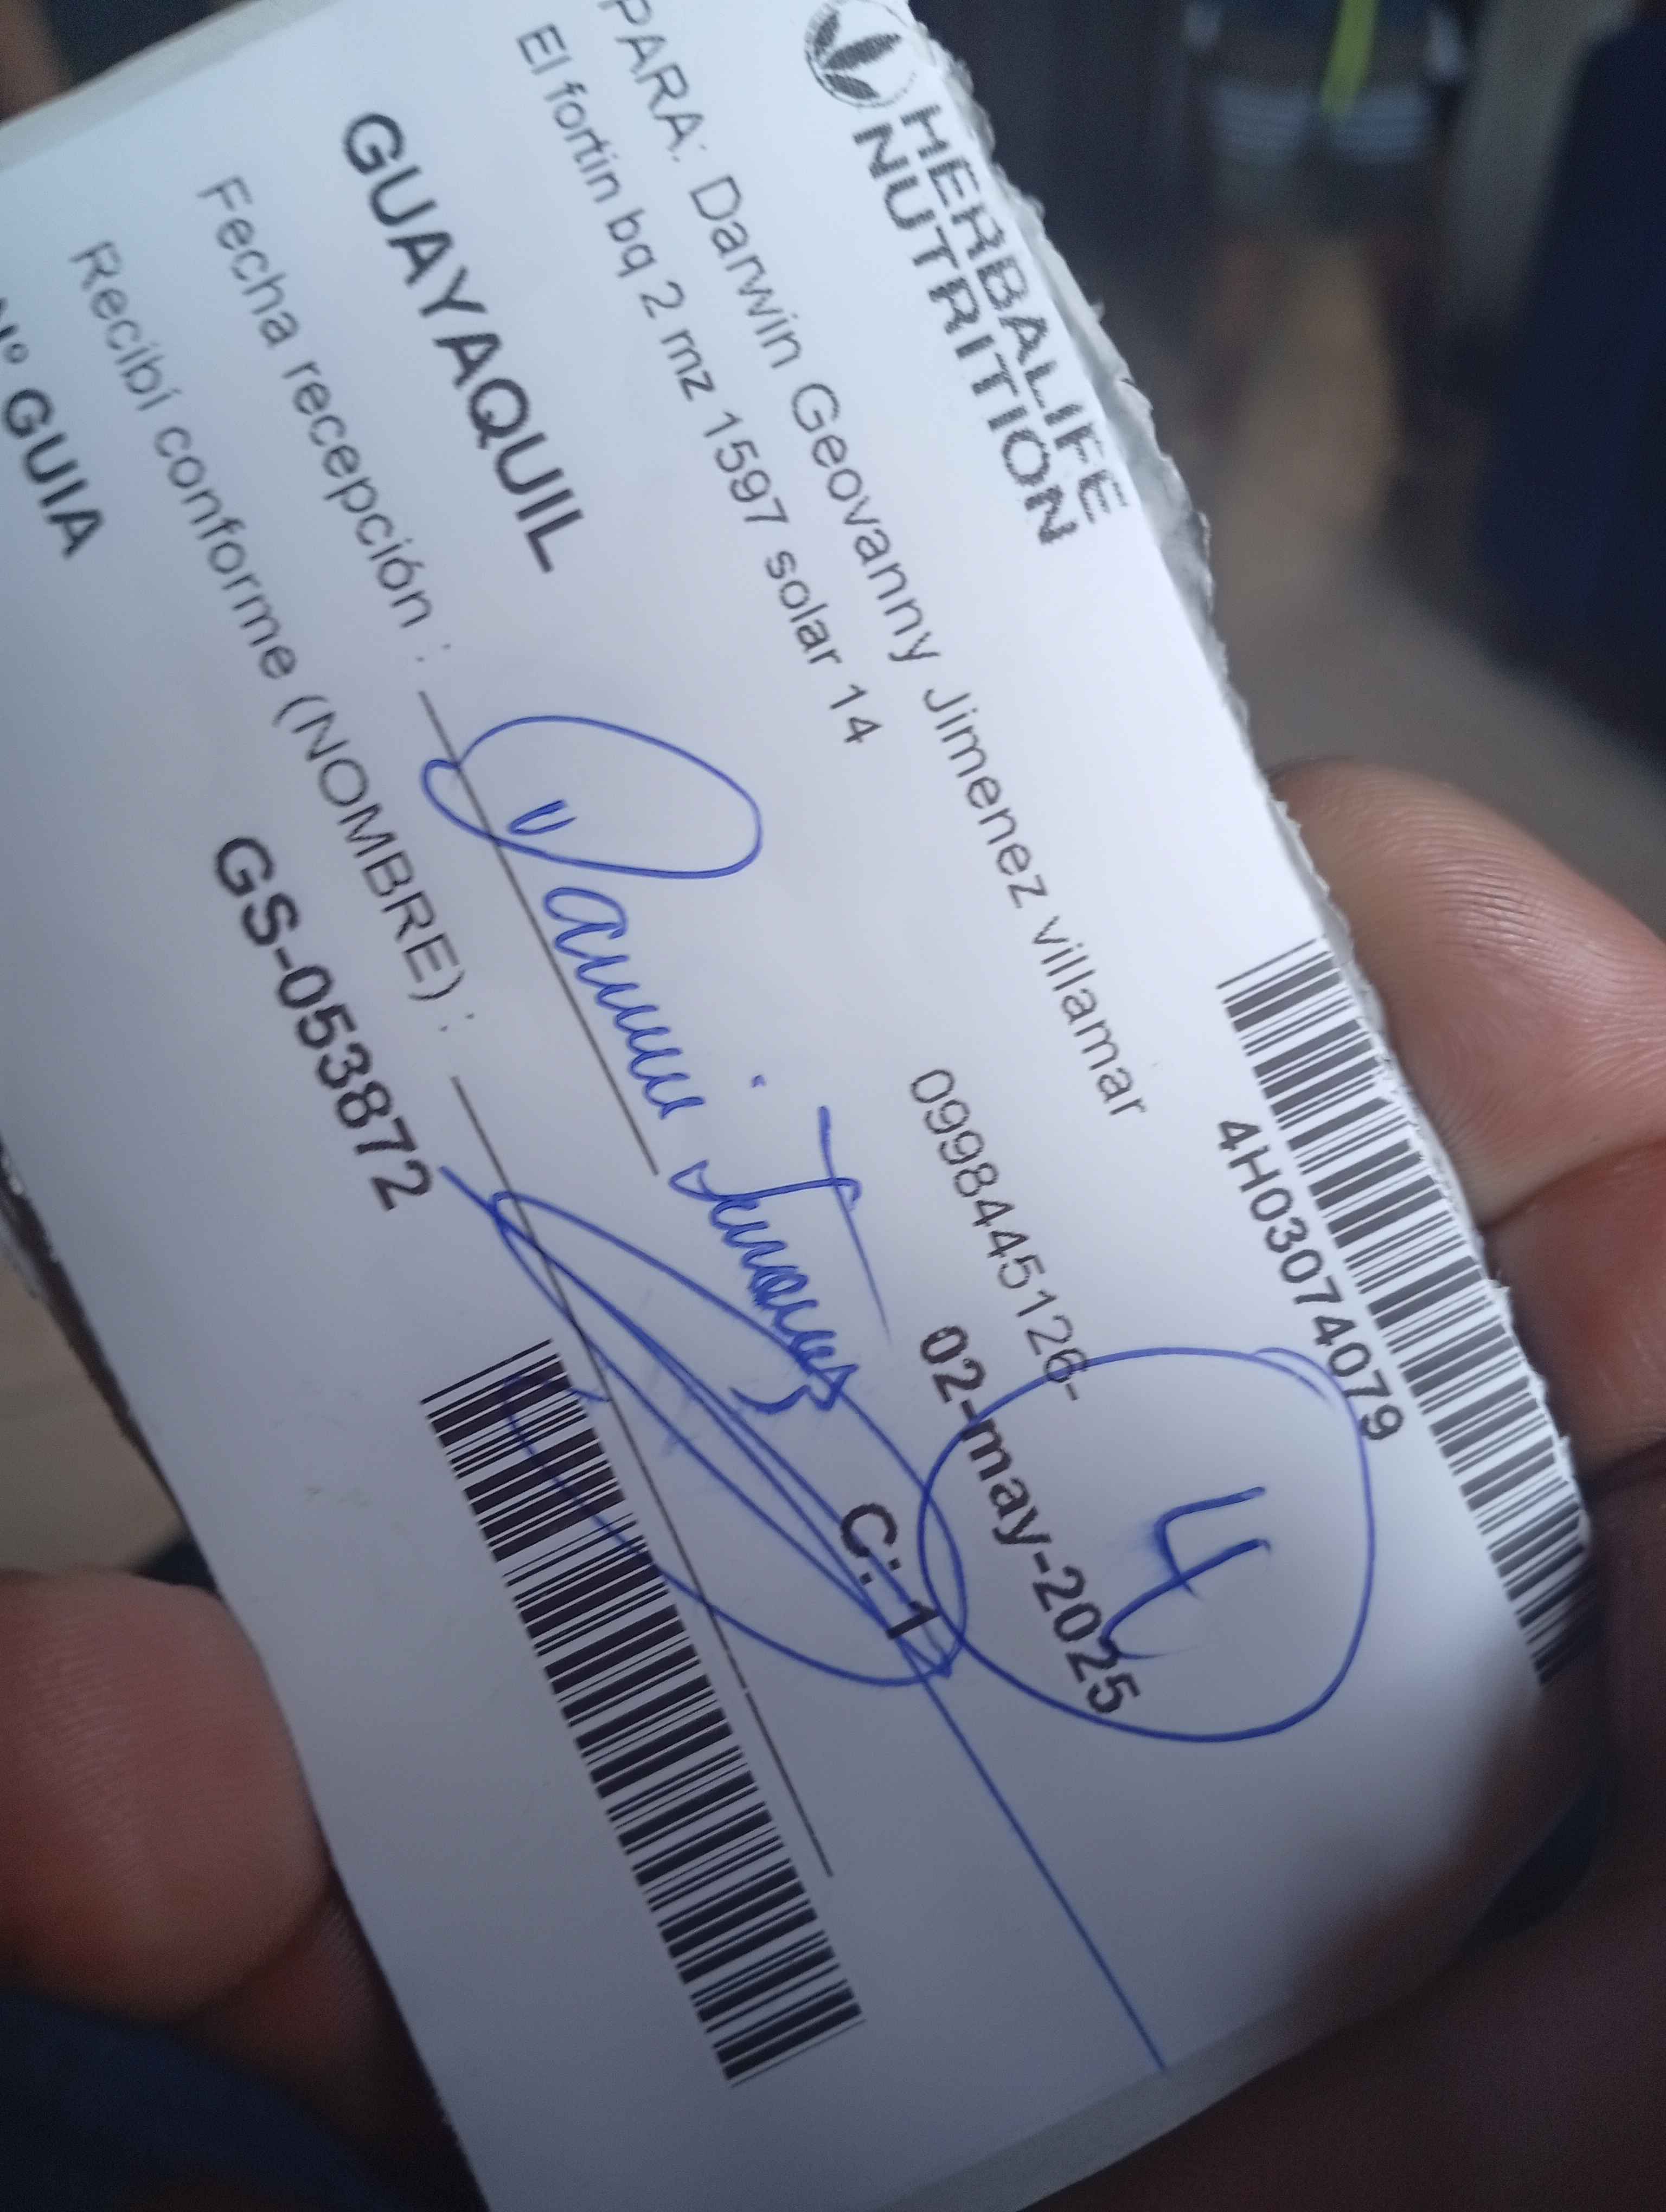 HERBALIFE
NUTRITION
4H03074079
PARA: Darwin Geovanny Jimenez villamar
El fortin bq 2 mz 1597 solar 14
0998445126-
4
GUAYAQUIL
02-may-2025
Fecha recepción :
C: 1
Recibí conforme (NOMBRE) :
Nº GUIA
GS-053872